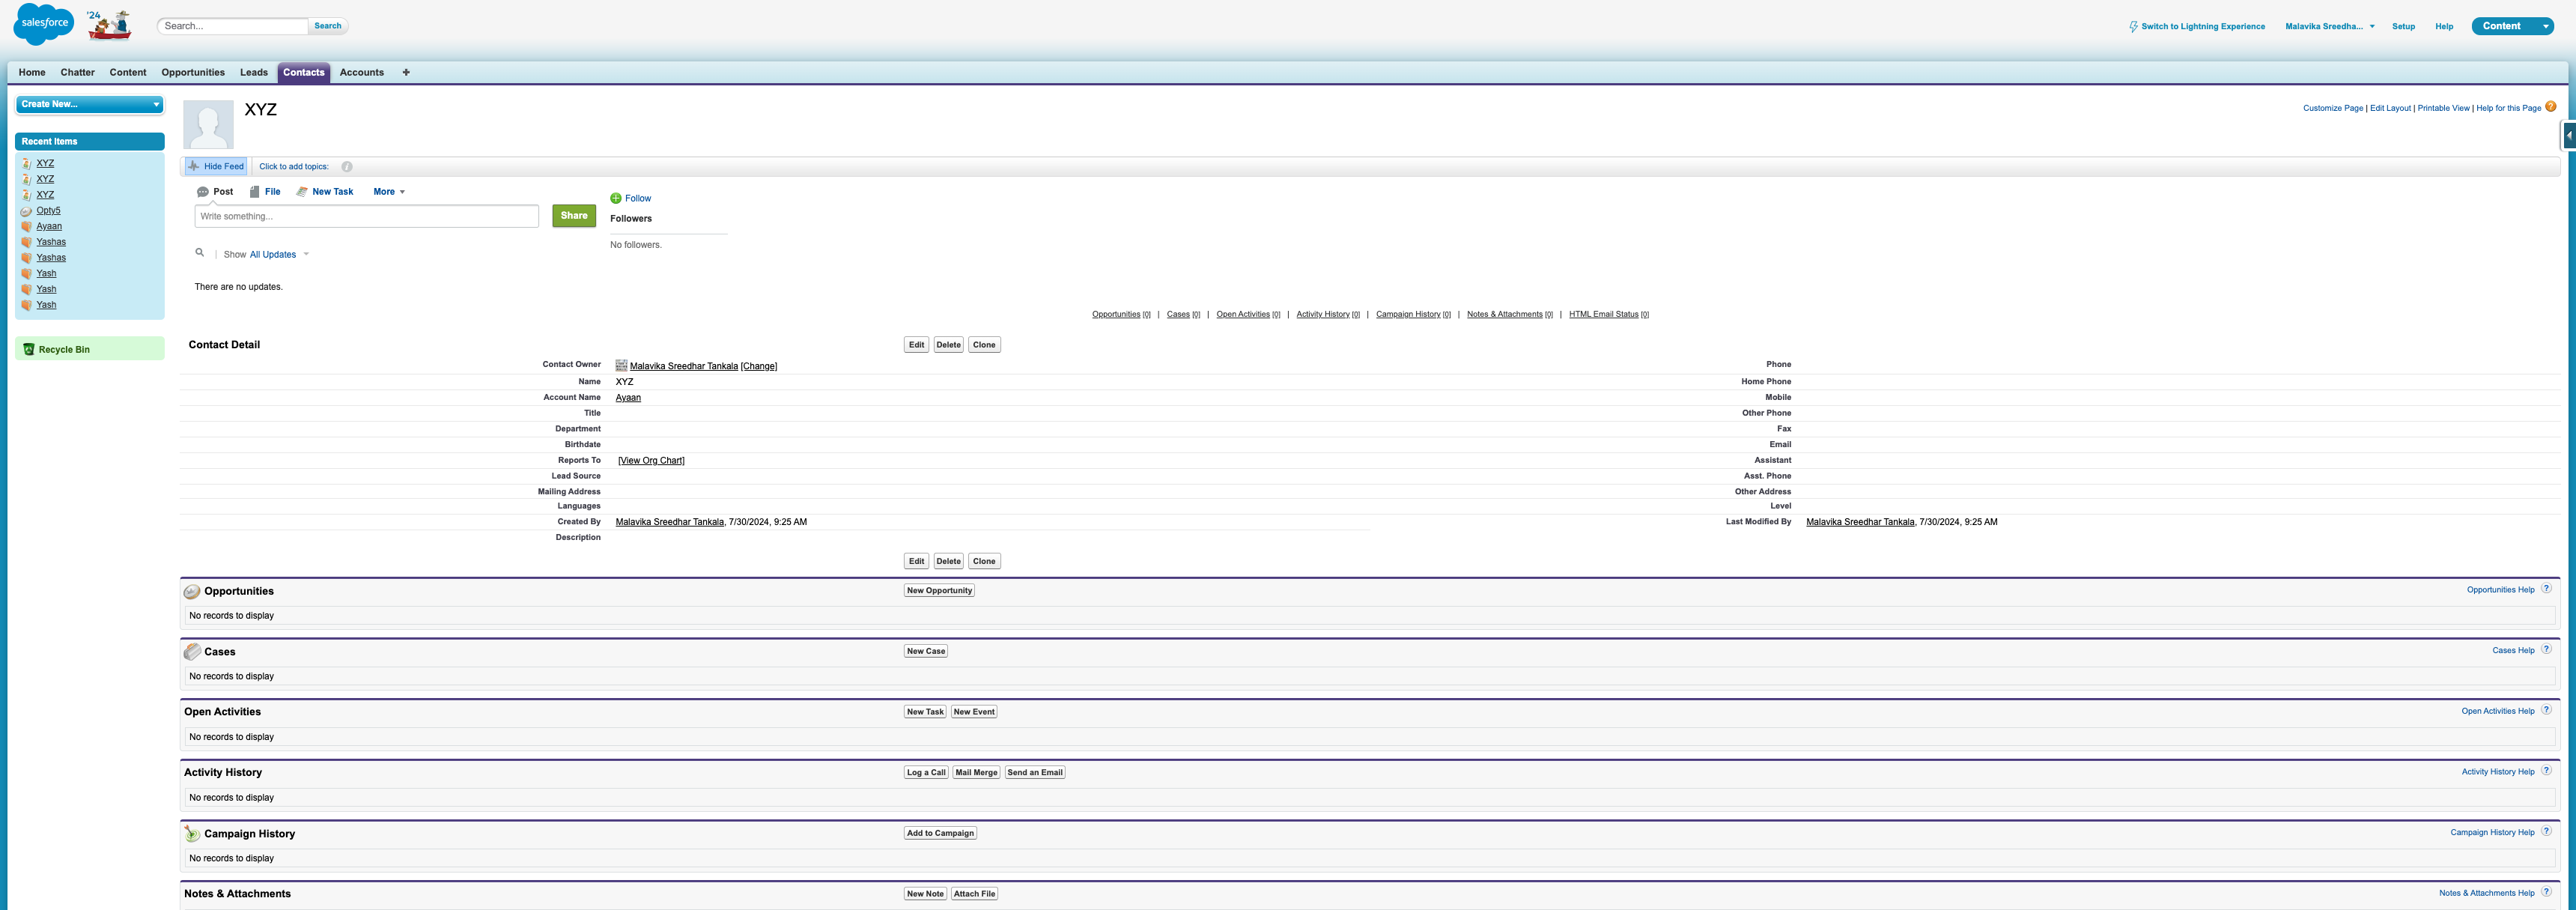 salesforce
'24
Search...
Search
Switch to Lightning Experience
Malavika Sreedha...
Setup
Help
Content
Home
Chatter
Content
Opportunities
Leads
Contacts
Accounts
+
Create New...
Recent Items
XYZ
XYZ
XYZ
Opty5
Ayaan
Yashas
Yashas
Yash
Yash
Yash
Recycle Bin
XYZ
Customize Page | Edit Layout | Printable View | Help for this Page ?
Hide Feed
Click to add topics: i
Post
File
New Task
More
Write something...
Share
Follow
Followers
No followers.
Show All Updates
There are no updates.
Opportunities [0] | Cases [0] | Open Activities [0] | Activity History [0] | Campaign History [0] | Notes & Attachments [0] | HTML Email Status [0]
Contact Detail
Edit Delete Clone
Contact Owner Malavika Sreedhar Tankala [Change] Phone
Name XYZ Home Phone
Account Name Ayaan Mobile
Title Other Phone
Department Fax
Birthdate Email
Reports To [View Org Chart] Assistant
Lead Source Asst. Phone
Mailing Address Other Address
Languages Level
Created By Malavika Sreedhar Tankala, 7/30/2024, 9:25 AM Last Modified By Malavika Sreedhar Tankala, 7/30/2024, 9:25 AM
Description
Edit Delete Clone
Opportunities New Opportunity Opportunities Help ?
No records to display
Cases New Case Cases Help ?
No records to display
Open Activities New Task New Event Open Activities Help ?
No records to display
Activity History Log a Call Mail Merge Send an Email Activity History Help ?
No records to display
Campaign History Add to Campaign Campaign History Help ?
No records to display
Notes & Attachments New Note Attach File Notes & Attachments Help ?